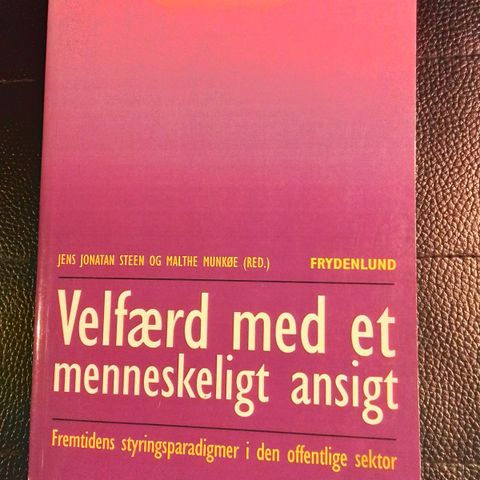 JENS JONATAN STEEN OG MALTHE MUNKØE (RED.) FRYDENLUND
Velfærd med et
menneskeligt ansigt
Fremtidens styringsparadigmer i den offentlige sektor